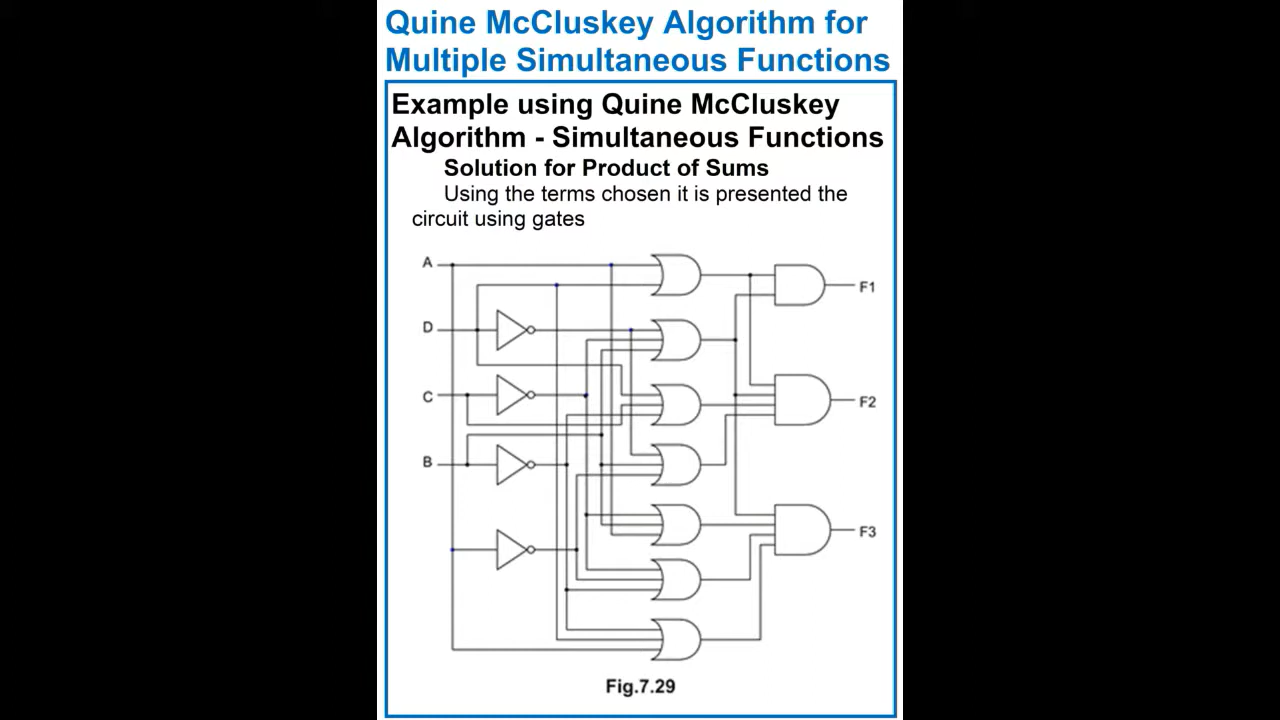 Quine McCluskey Algorithm for
Multiple Simultaneous Functions
Example using Quine McCluskey
Algorithm - Simultaneous Functions
Solution for Product of Sums
Using the terms chosen it is presented the
circuit using gates
A
F1
D
C
F2
B
F3
Fig.7.29